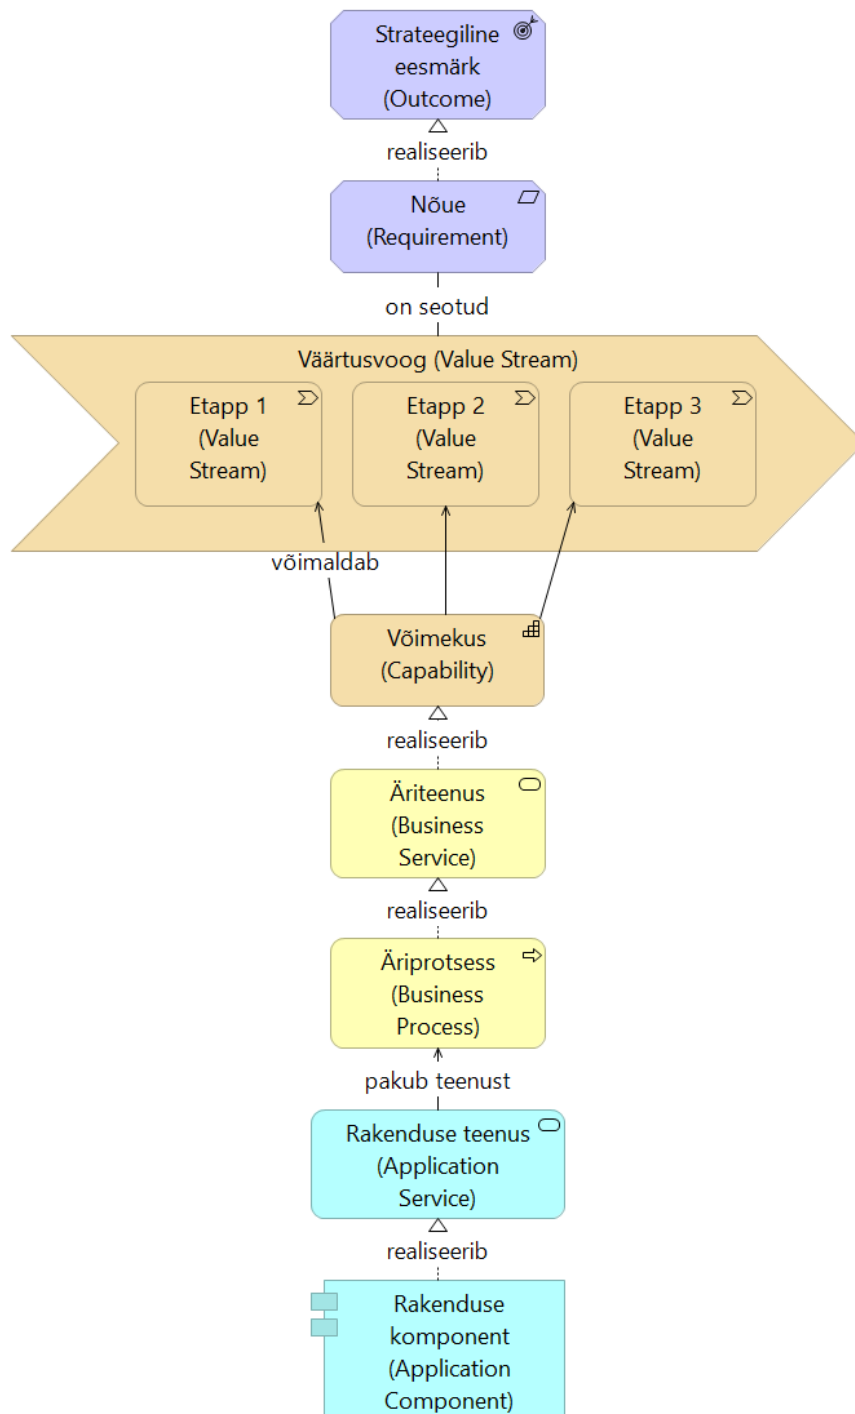 Strateegiline
eesmärk
(Outcome)
realiseerib
Nõue
(Requirement)
on seotud
Väärtusvoog (Value Stream)
Etapp 1
(Value
Stream)
Etapp 2
(Value
Stream)
Etapp 3
(Value
Stream)
võimaldab
Võimekus
(Capability)
realiseerib
Äriteenus
(Business
Service)
realiseerib
Äriprotsess
(Business
Process)
pakub teenust
Rakenduse teenus
(Application
Service)
realiseerib
Rakenduse
komponent
(Application
Component)